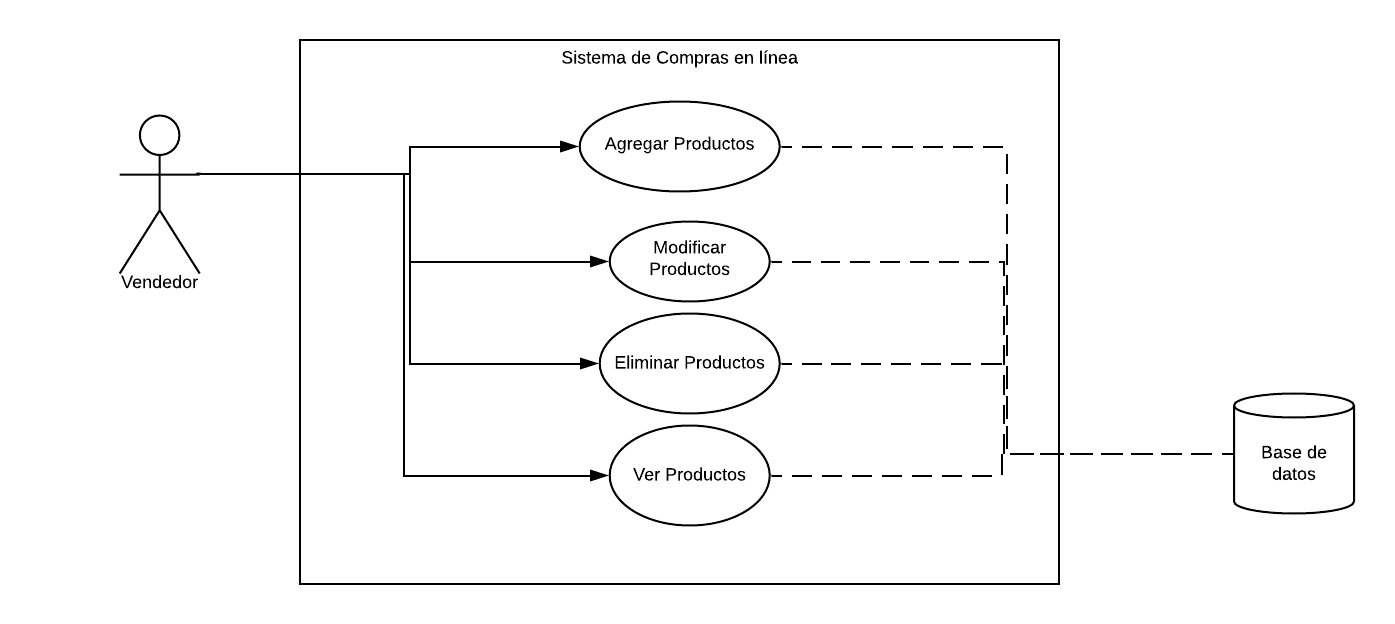 Sistema de Compras en línea
Agregar Productos
Vendedor
Modificar
Productos
Eliminar Productos
Ver Productos
Base de
datos